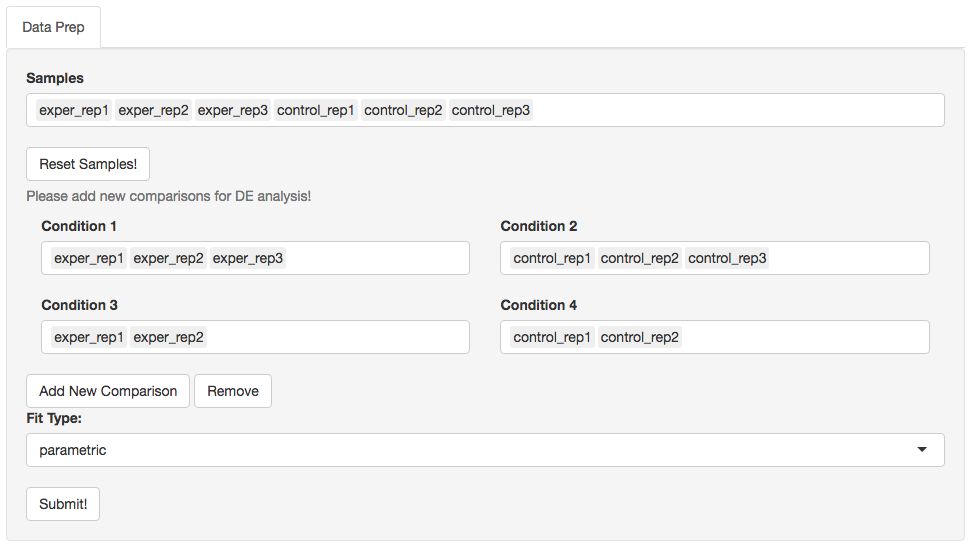 Data Prep
Samples
exper_rep1 exper_rep2 exper_rep3 control_rep1 control_rep2 control_rep3
Reset Samples!
Please add new comparisons for DE analysis!
Condition 1 Condition 2
exper_rep1 exper_rep2 exper_rep3 control_rep1 control_rep2 control_rep3
Condition 3 Condition 4
exper_rep1 exper_rep2 control_rep1 control_rep2
Add New Comparison Remove
Fit Type:
parametric
Submit!